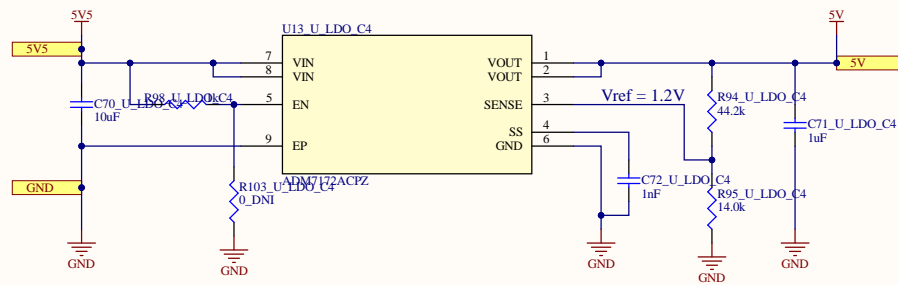 5V5
5V5
GND
C70_U_LDO_C4
10uF
GND
R98_U_LDO_C4
1k
R103_U_LDO_C4
0_DNI
GND
U13_U_LDO_C4
7 VIN
8 VIN
5 EN
9 EP
VOUT 1
VOUT 2
SENSE 3
SS 4
GND 6
ADM7172ACPZ
Vref = 1.2V
C72_U_LDO_C4
1nF
GND
R94_U_LDO_C4
44.2k
R95_U_LDO_C4
14.0k
GND
5V
5V
C71_U_LDO_C4
1uF
GND